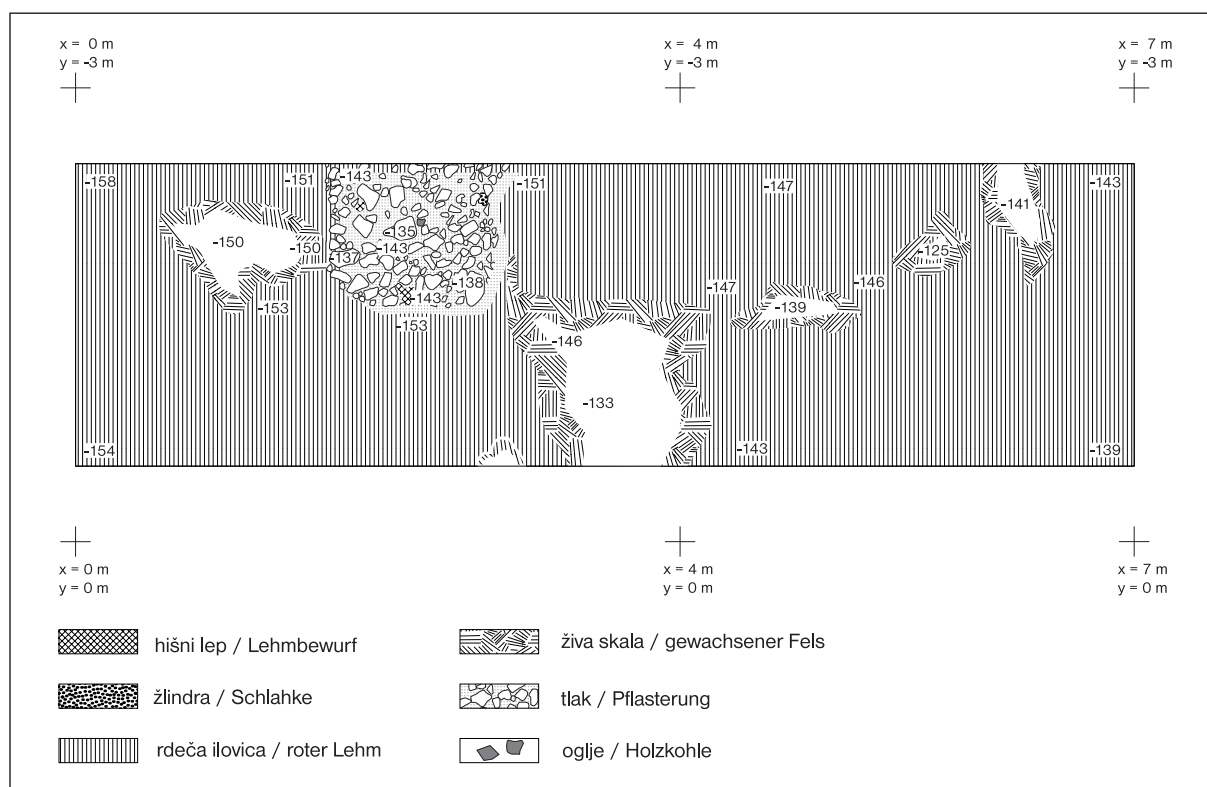 x = 0 m
y = -3 m
x = 4 m
y = -3 m
x = 7 m
y = -3 m
-158
-151
-143
-151
-147
-143
-141
-150
-150
-135
-143
-137
-138
-143
-153
-153
-125
-146
-147
-139
-146
-133
-154
-143
-139
x = 0 m
y = 0 m
x = 4 m
y = 0 m
x = 7 m
y = 0 m
hišni lep / Lehmbewurf
živa skala / gewachsener Fels
žlindra / Schlahke
tlak / Pflasterung
rdeča ilovica / roter Lehm
oglje / Holzkohle